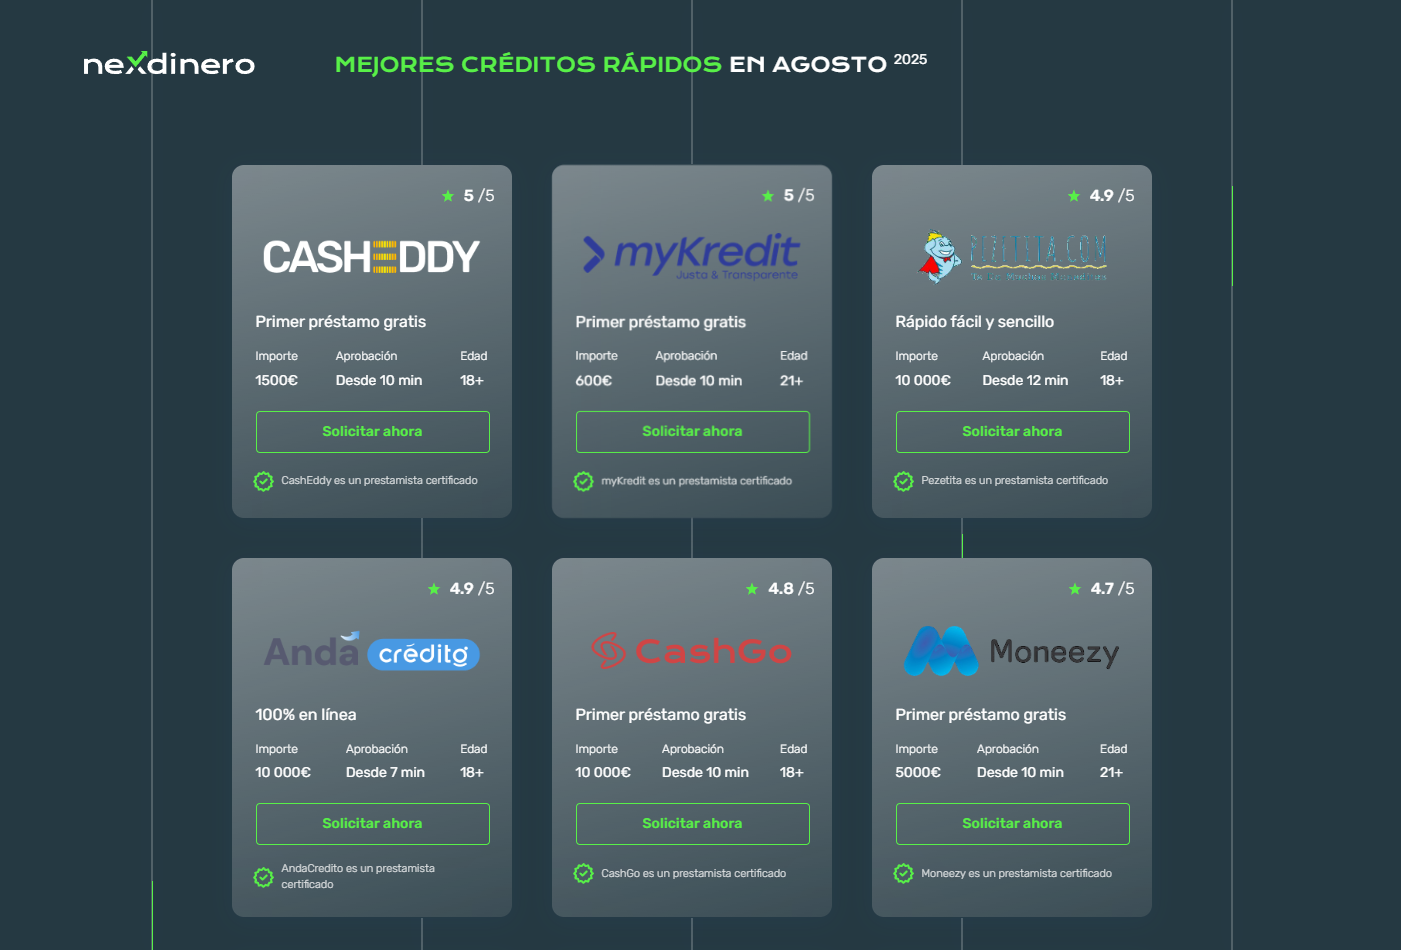 nexdinero
MEJORES CRÉDITOS RÁPIDOS EN AGOSTO 2025
5 /5
CASHEDDY
Primer préstamo gratis
Importe Aprobación Edad
1500€ Desde 10 min 18+
Solicitar ahora
CashEddy es un prestamista certificado
5 /5
myKredit
Justa & Transparente
Primer préstamo gratis
Importe Aprobación Edad
600€ Desde 10 min 21+
Solicitar ahora
myKredit es un prestamista certificado
4.9 /5
PEZETITA.COM
Rápido fácil y sencillo
Importe Aprobación Edad
10 000€ Desde 12 min 18+
Solicitar ahora
Pezetita es un prestamista certificado
4.9 /5
Anda crédito
100% en línea
Importe Aprobación Edad
10 000€ Desde 7 min 18+
Solicitar ahora
AndaCredito es un prestamista
certificado
4.8 /5
CashGo
Primer préstamo gratis
Importe Aprobación Edad
10 000€ Desde 10 min 18+
Solicitar ahora
CashGo es un prestamista certificado
4.7 /5
Moneezy
Primer préstamo gratis
Importe Aprobación Edad
5000€ Desde 10 min 21+
Solicitar ahora
Moneezy es un prestamista certificado